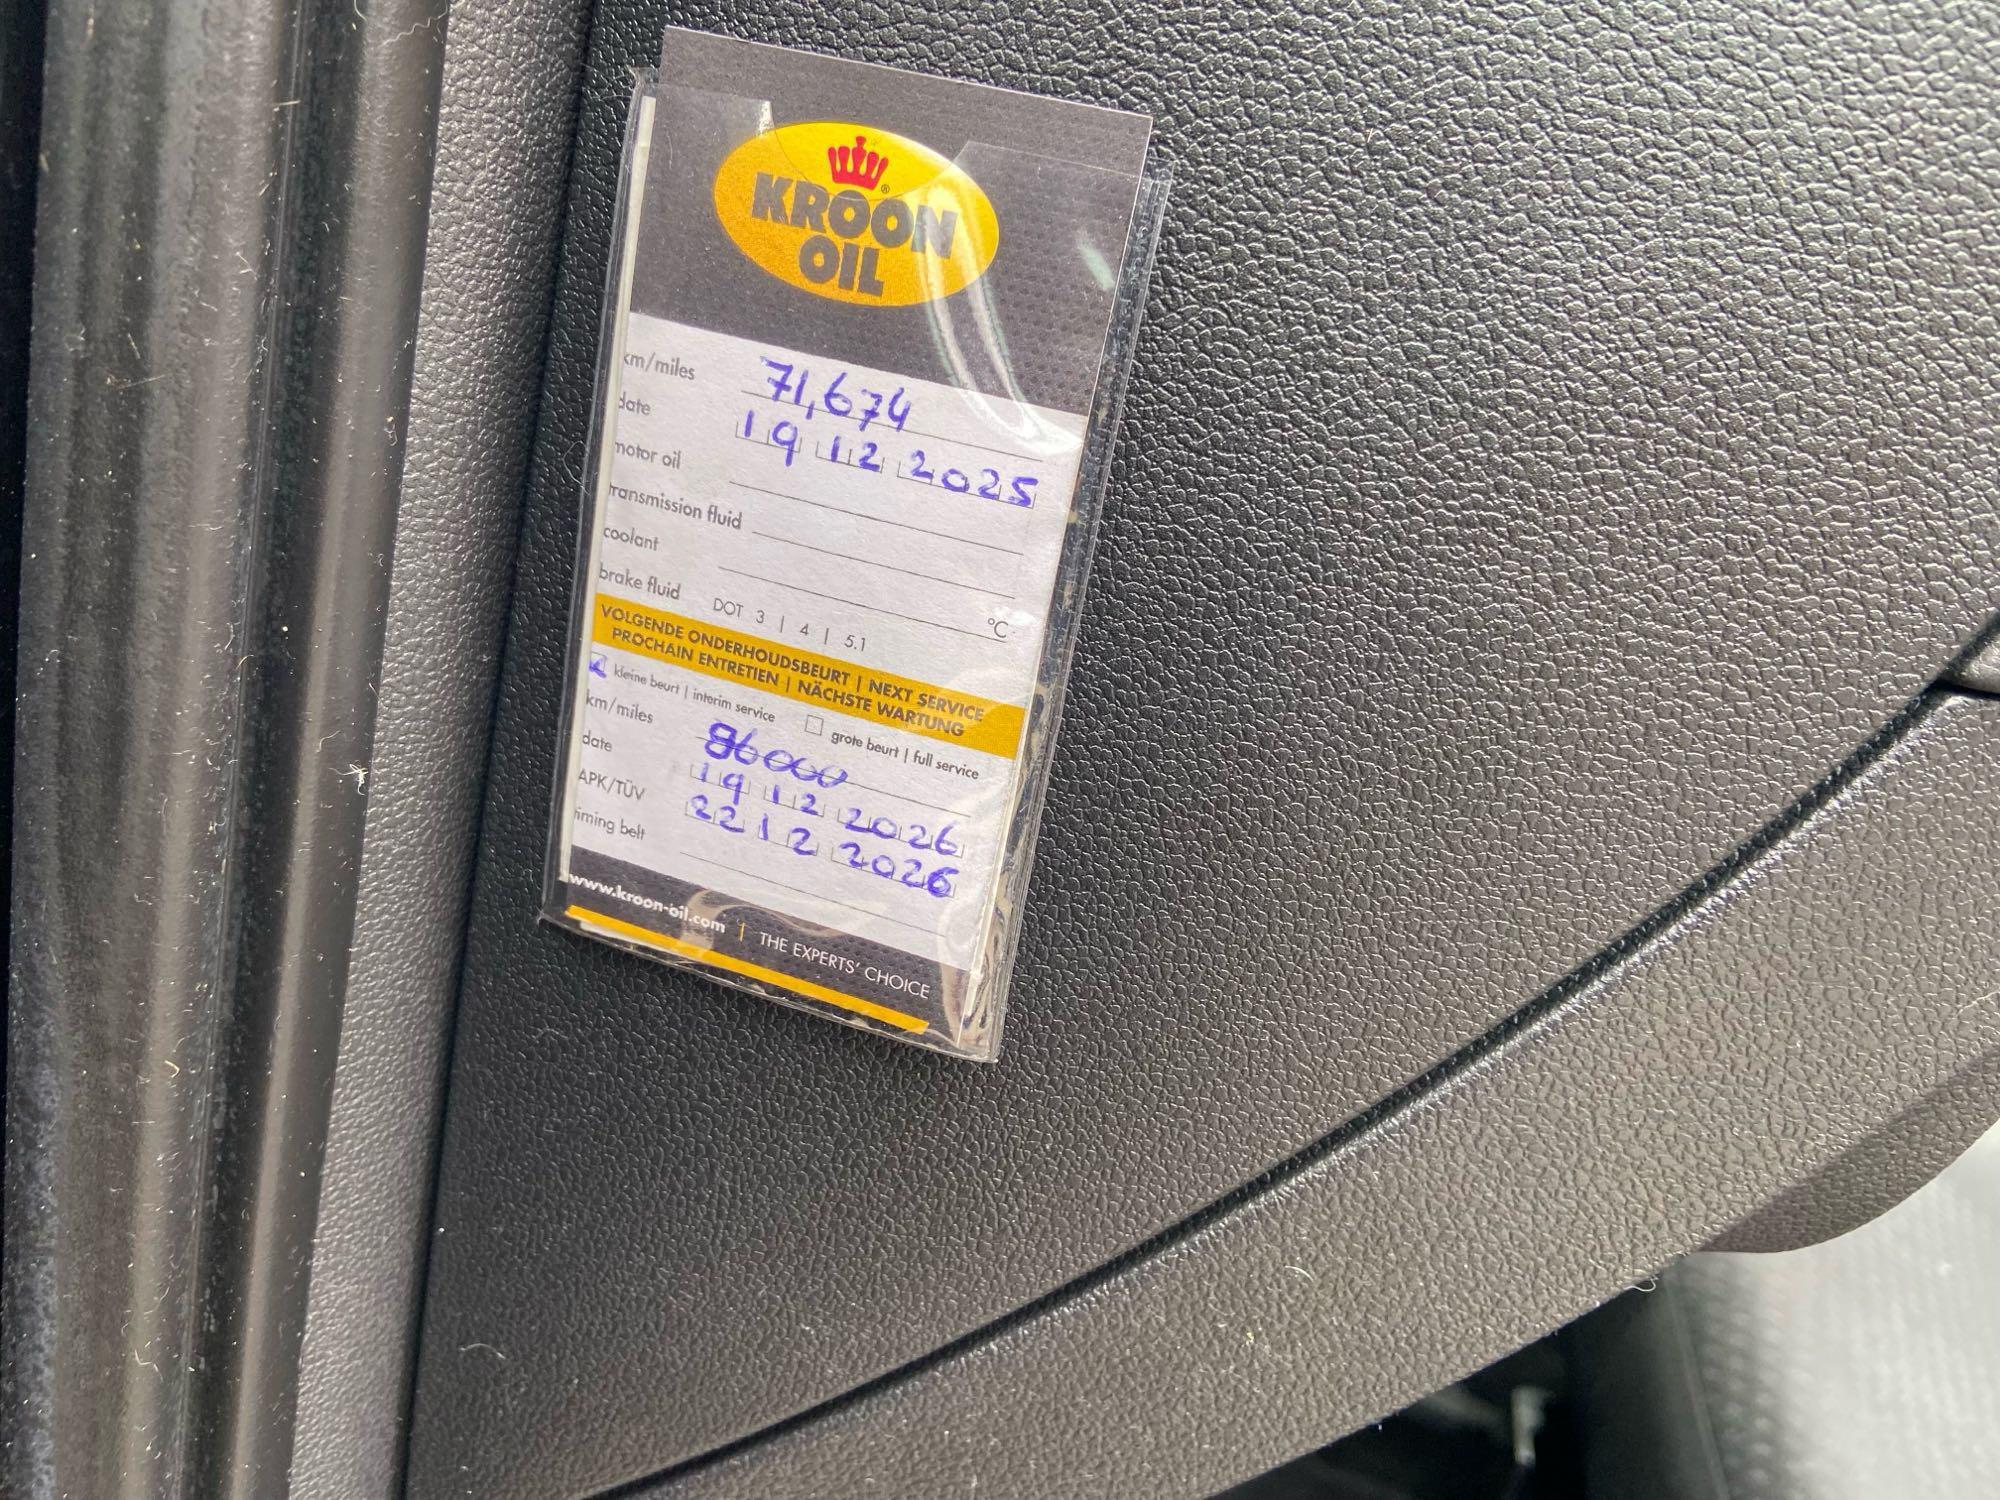 KROON
OIL
km/miles 71,674
date 19 12 2025
motor oil
transmission fluid
coolant °C
brake fluid DOT 3 | 4 | 5.1
VOLGENDE ONDERHOUDSBEURT | NEXT SERVICE
PROCHAIN ENTRETIEN | NÄCHSTE WARTUNG
kleine beurt | interim service grote beurt | full service
km/miles 86000
date 19 12 2026
APK/TÜV 22 12 2026
timing belt
www.kroon-oil.com | THE EXPERTS' CHOICE